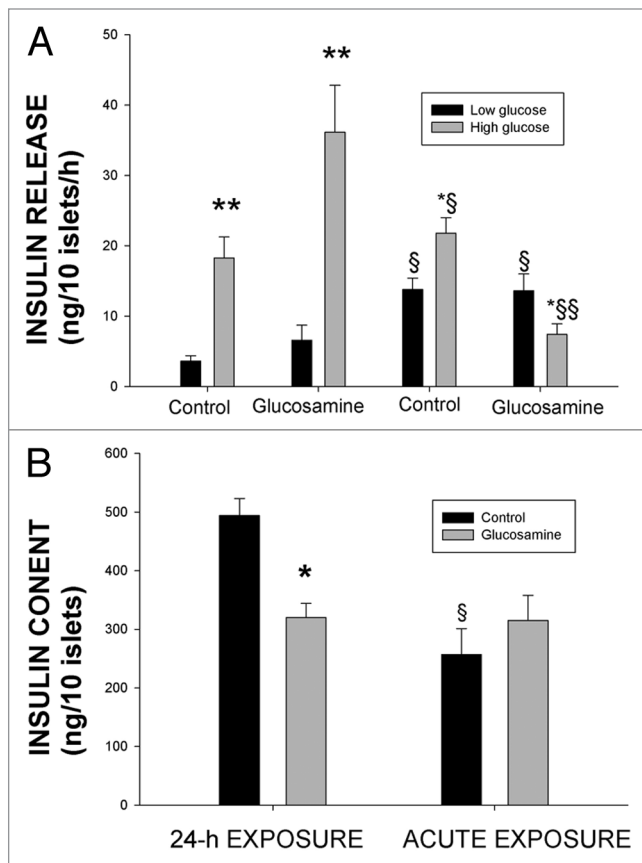 A
INSULIN RELEASE
(ng/10 islets/h)
50
40
30
20
10
0
**
**
§
*§
§
*§§
Low glucose
High glucose
Control
Glucosamine
Control
Glucosamine
B
INSULIN CONENT
(ng/10 islets)
600
500
400
300
200
100
0
*
§
Control
Glucosamine
24-h EXPOSURE
ACUTE EXPOSURE